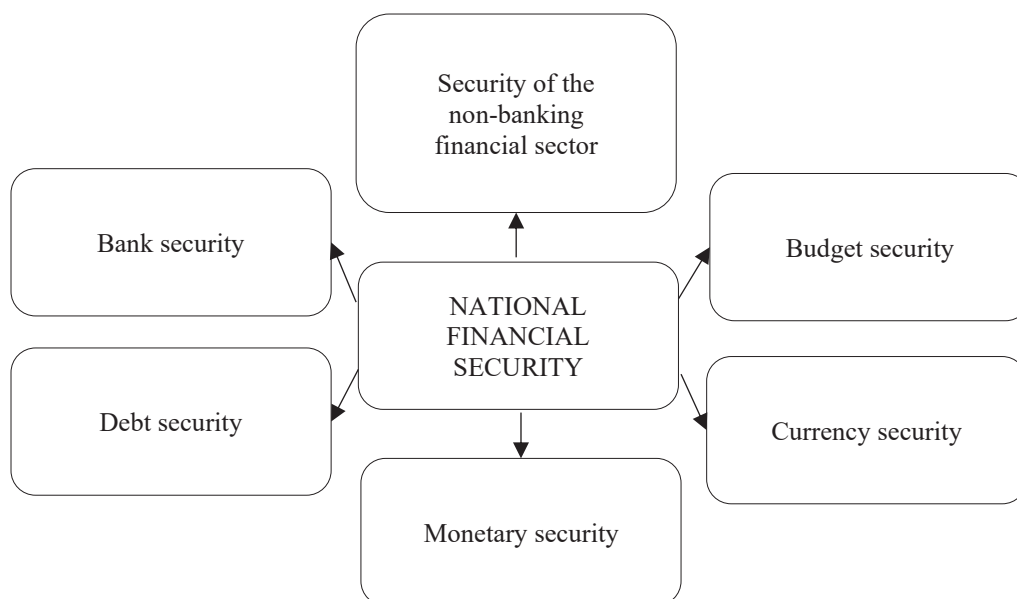 Security of the
non-banking
financial sector
Bank security
Budget security
NATIONAL
FINANCIAL
SECURITY
Debt security
Currency security
Monetary security